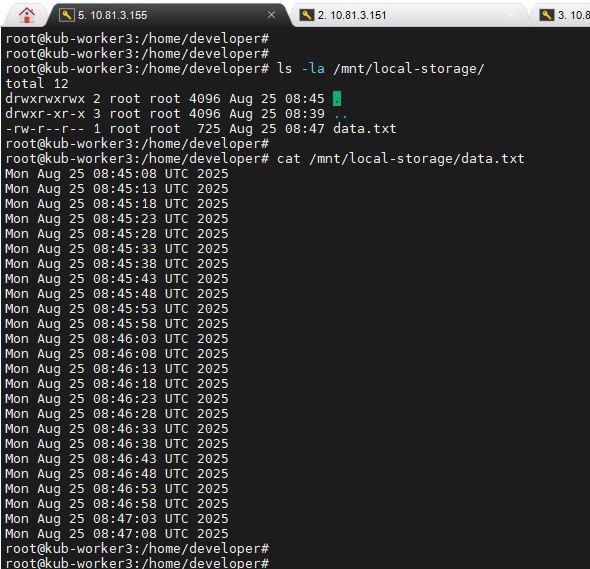 5. 10.81.3.155
2. 10.81.3.151
3. 10.8
root@kub-worker3:/home/developer#
root@kub-worker3:/home/developer#
root@kub-worker3:/home/developer# ls -la /mnt/local-storage/
total 12
drwxrwxrwx 2 root root 4096 Aug 25 08:45 .
drwxr-xr-x 3 root root 4096 Aug 25 08:39 ..
-rw-r--r-- 1 root root  725 Aug 25 08:47 data.txt
root@kub-worker3:/home/developer#
root@kub-worker3:/home/developer# cat /mnt/local-storage/data.txt
Mon Aug 25 08:45:08 UTC 2025
Mon Aug 25 08:45:13 UTC 2025
Mon Aug 25 08:45:18 UTC 2025
Mon Aug 25 08:45:23 UTC 2025
Mon Aug 25 08:45:28 UTC 2025
Mon Aug 25 08:45:33 UTC 2025
Mon Aug 25 08:45:38 UTC 2025
Mon Aug 25 08:45:43 UTC 2025
Mon Aug 25 08:45:48 UTC 2025
Mon Aug 25 08:45:53 UTC 2025
Mon Aug 25 08:45:58 UTC 2025
Mon Aug 25 08:46:03 UTC 2025
Mon Aug 25 08:46:08 UTC 2025
Mon Aug 25 08:46:13 UTC 2025
Mon Aug 25 08:46:18 UTC 2025
Mon Aug 25 08:46:23 UTC 2025
Mon Aug 25 08:46:28 UTC 2025
Mon Aug 25 08:46:33 UTC 2025
Mon Aug 25 08:46:38 UTC 2025
Mon Aug 25 08:46:43 UTC 2025
Mon Aug 25 08:46:48 UTC 2025
Mon Aug 25 08:46:53 UTC 2025
Mon Aug 25 08:46:58 UTC 2025
Mon Aug 25 08:47:03 UTC 2025
Mon Aug 25 08:47:08 UTC 2025
root@kub-worker3:/home/developer#
root@kub-worker3:/home/developer#